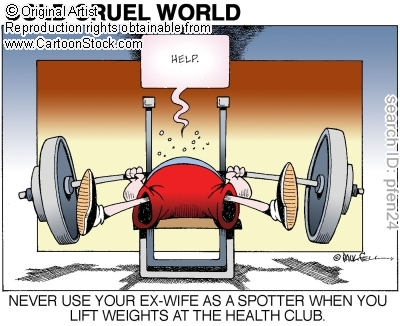 © Original Artist
Reproduction rights obtainable from
www.CartoonStock.com
CRUEL WORLD
HELP.
search ID: pfen24
NEVER USE YOUR EX-WIFE AS A SPOTTER WHEN YOU
LIFT WEIGHTS AT THE HEALTH CLUB.